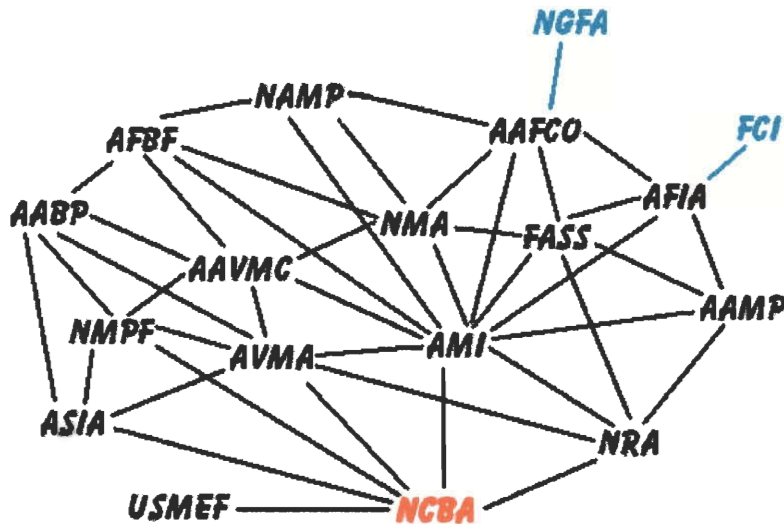 NGFA
NAMP
AAFCO
FCI
AFBF
AFIA
AABP
NMA
FASS
AAVMC
AAMP
NMPF
AVMA
AMI
ASIA
NRA
USMEF
NCBA